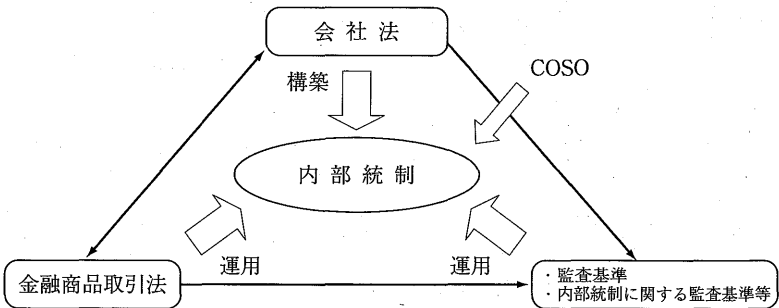 会社法
構築
COSO
内部統制
運用
運用
金融商品取引法
・監査基準
・内部統制に関する監査基準等